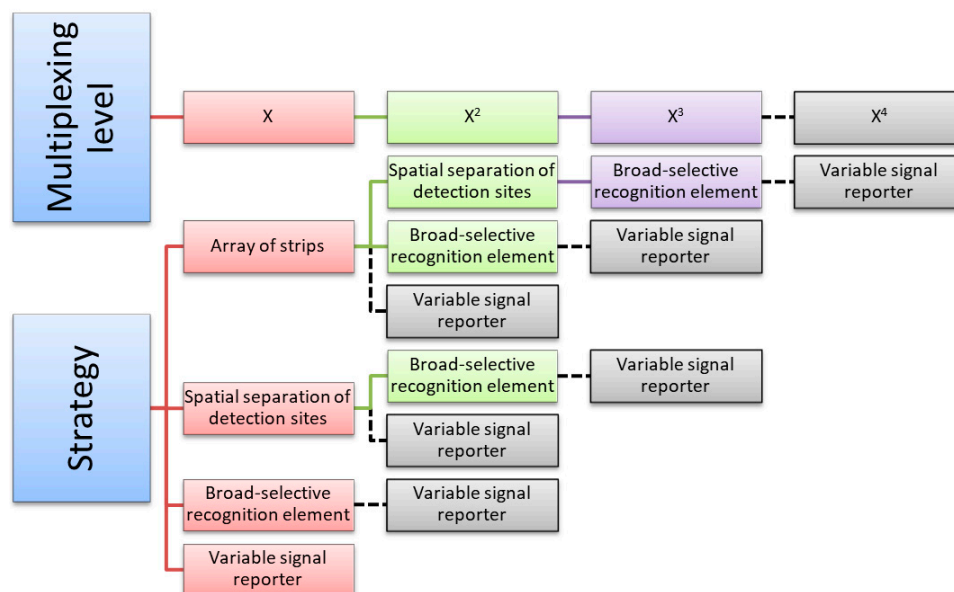 Multiplexing
level
X
X²
X³
X⁴
Spatial separation of
detection sites
Broad-selective
recognition element
Variable signal
reporter
Array of strips
Broad-selective
recognition element
Variable signal
reporter
Variable signal
reporter
Strategy
Spatial separation of
detection sites
Broad-selective
recognition element
Variable signal
reporter
Variable signal
reporter
Broad-selective
recognition element
Variable signal
reporter
Variable signal
reporter